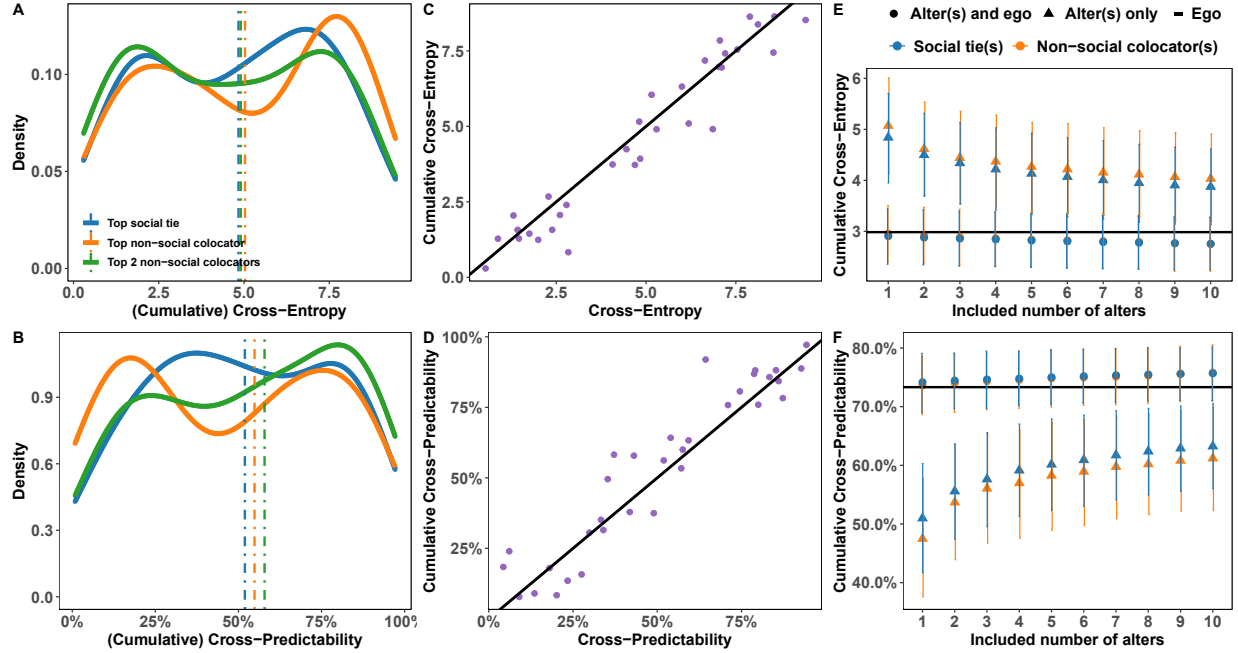 A
Density
0.10
0.05
0.00
Top social tie
Top non−social colocator
Top 2 non−social colocators
0.0 2.5 5.0 7.5
(Cumulative) Cross−Entropy
B
Density
0.9
0.6
0.3
0.0
0% 25% 50% 75% 100%
(Cumulative) Cross−Predictability
C
Cumulative Cross−Entropy
7.5
5.0
2.5
0.0
2.5 5.0 7.5
Cross−Entropy
D
Cumulative Cross−Predictability
100%
75%
50%
25%
0% 25% 50% 75%
Cross−Predictability
E
Alter(s) and ego Alter(s) only Ego
Social tie(s) Non−social colocator(s)
Cumulative Cross−Entropy
6
5
4
3
2
1 2 3 4 5 6 7 8 9 10
Included number of alters
F
Cumulative Cross−Predictability
80.0%
70.0%
60.0%
50.0%
40.0%
1 2 3 4 5 6 7 8 9 10
Included number of alters